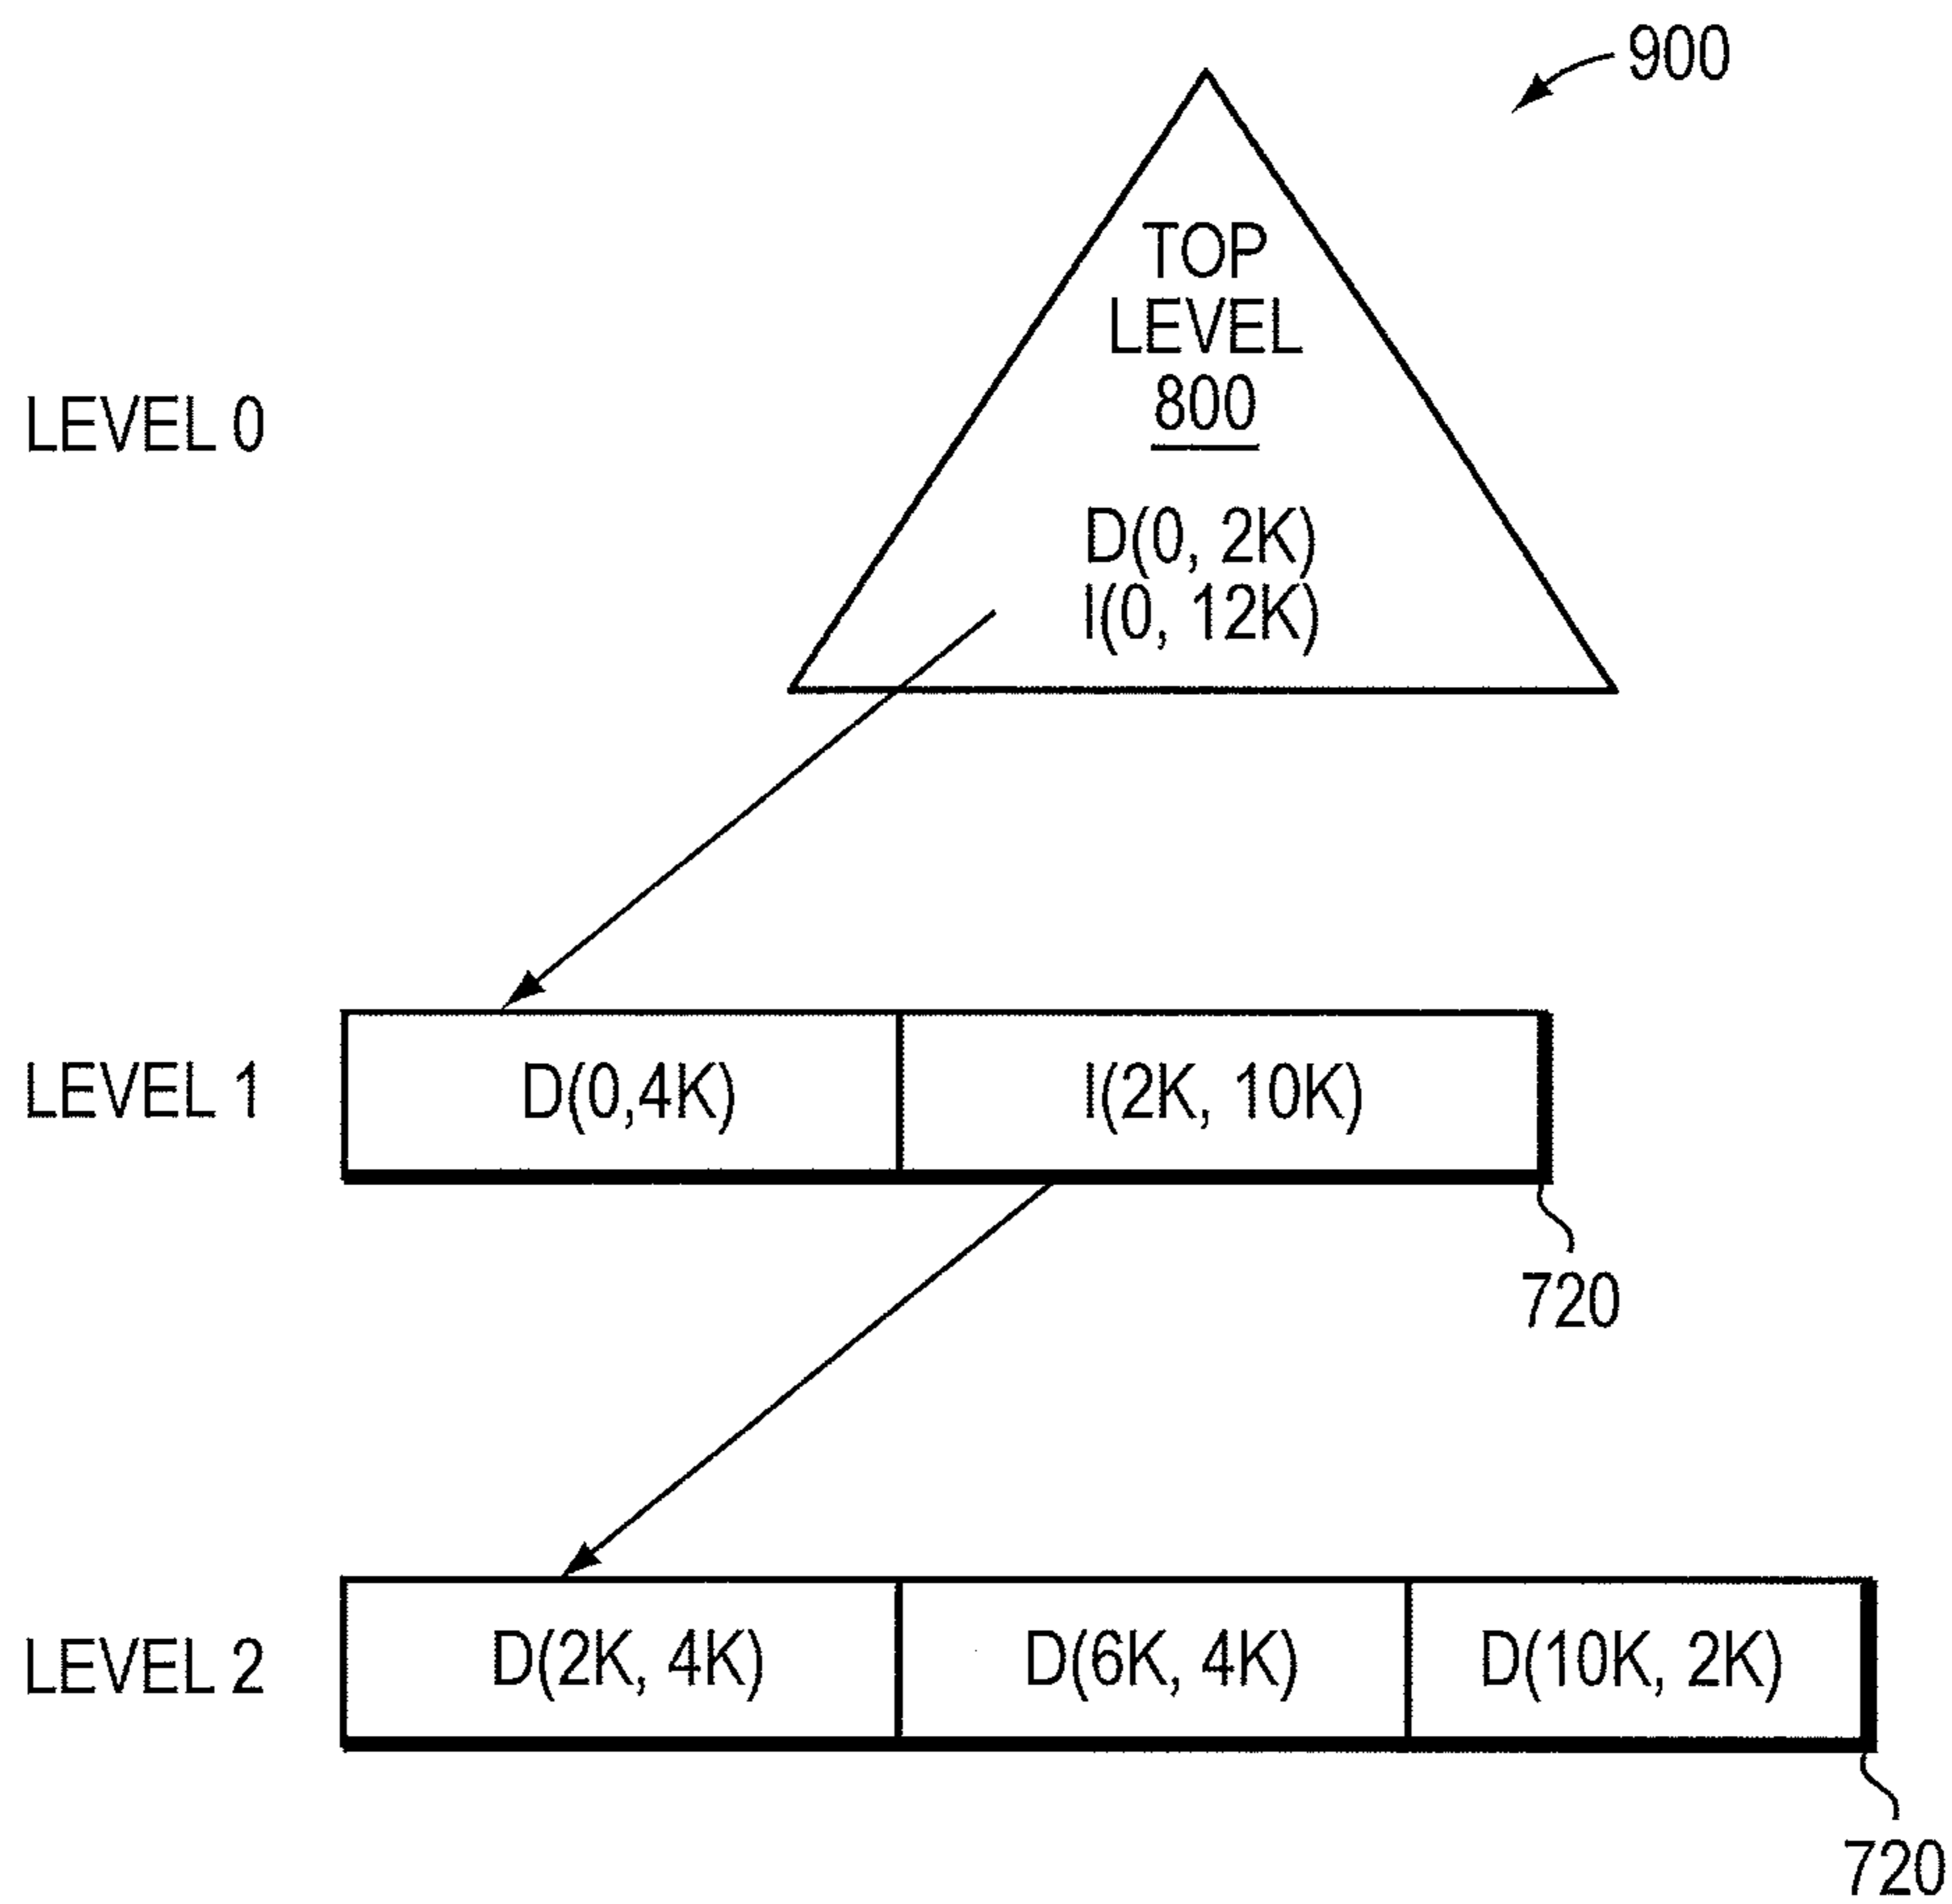 900
TOP
LEVEL
800
LEVEL 0
D(0, 2K)
I(0, 12K)
LEVEL 1
D(0,4K)
I(2K, 10K)
720
LEVEL 2
D(2K, 4K)
D(6K, 4K)
D(10K, 2K)
720